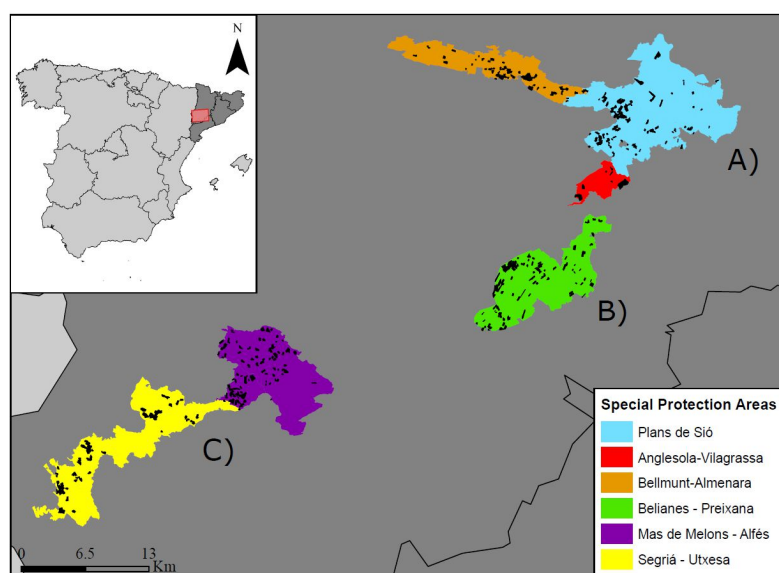 N
A)
B)
C)
Special Protection Areas
Plans de Sió
Anglesola-Vilagrassa
Bellmunt-Almenara
Belianes - Preixana
Mas de Melons - Alfés
Segriá - Utxesa
0 6.5 13
Km